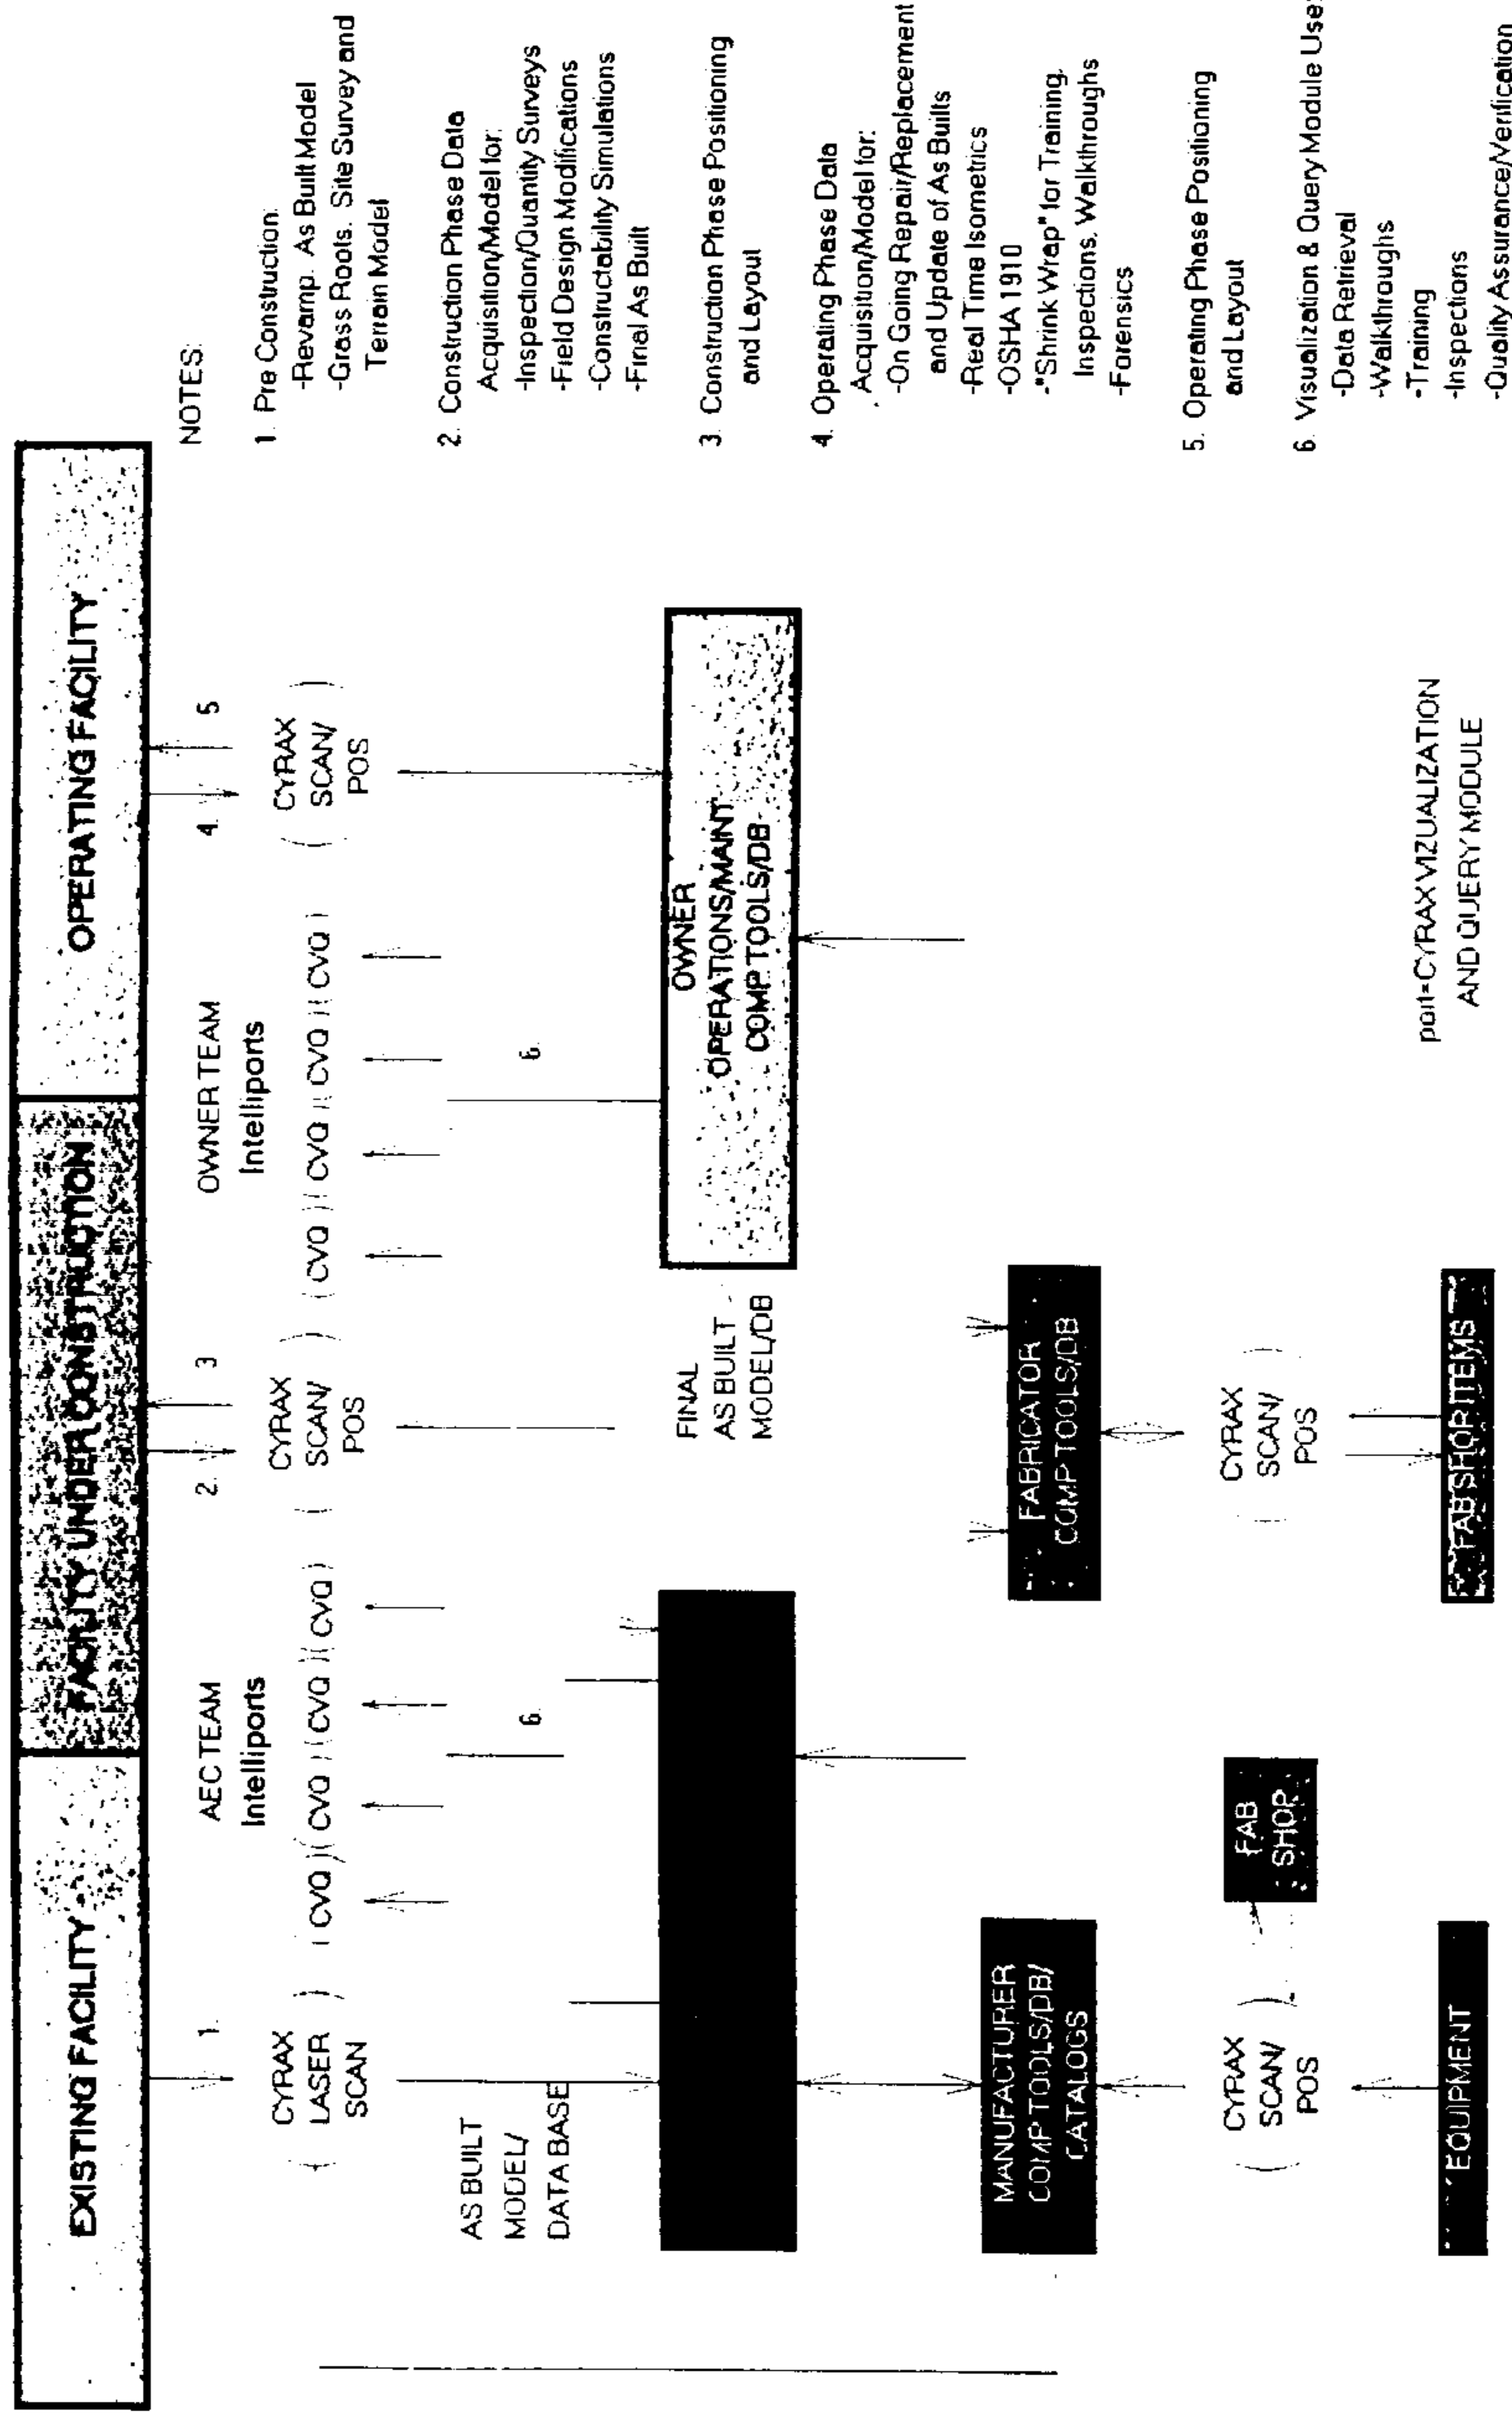 EXISTING FACILITY
FACILITY UNDER CONSTRUCTION
OPERATING FACILITY
1.
2.
3
4.
5
CYRAX
LASER
SCAN
AEC TEAM
Intelliports
CVQ
CVQ
CVQ
CVQ
CYRAX
SCAN/
POS
OWNER TEAM
Intelliports
CVQ
CVQ
CVQ
CVQ
CYRAX
SCAN/
POS
AS BUILT
MODEL/
DATA BASE
6.
6.
FINAL
AS BUILT
MODEL/DB
OWNER
OPERATIONS/MAINT
COMP.TOOLS/DB
MANUFACTURER
COMP TOOLS/DB/
CATALOGS
FABRICATOR
COMP TOOLS/DB
CYRAX
SCAN/
POS
FAB
SHOP
CYRAX
SCAN/
POS
EQUIPMENT
FAB SHOP ITEMS
port=CYRAX VIZUALIZATION
AND QUERY MODULE
NOTES:
1. Pre Construction:
-Revamp. As Built Model
-Grass Roots. Site Survey and
Terrain Model
2. Construction Phase Data
Acquisition/Model for:
-Inspection/Quantity Surveys
-Field Design Modifications
-Constructability Simulations
-Final As Built
3. Construction Phase Positioning
and Layout
4. Operating Phase Data
Acquisition/Model for:
-On Going Repair/Replacement
and Update of As Builts
-Real Time Isometrics
-OSHA 1910
-"Shrink Wrap" for Training,
Inspections, Walkthroughs
-Forensics
5. Operating Phase Positioning
and Layout
6. Visualization & Query Module Use:
-Data Retrieval
-Walkthroughs
-Training
-Inspections
-Quality Assurance/Verification